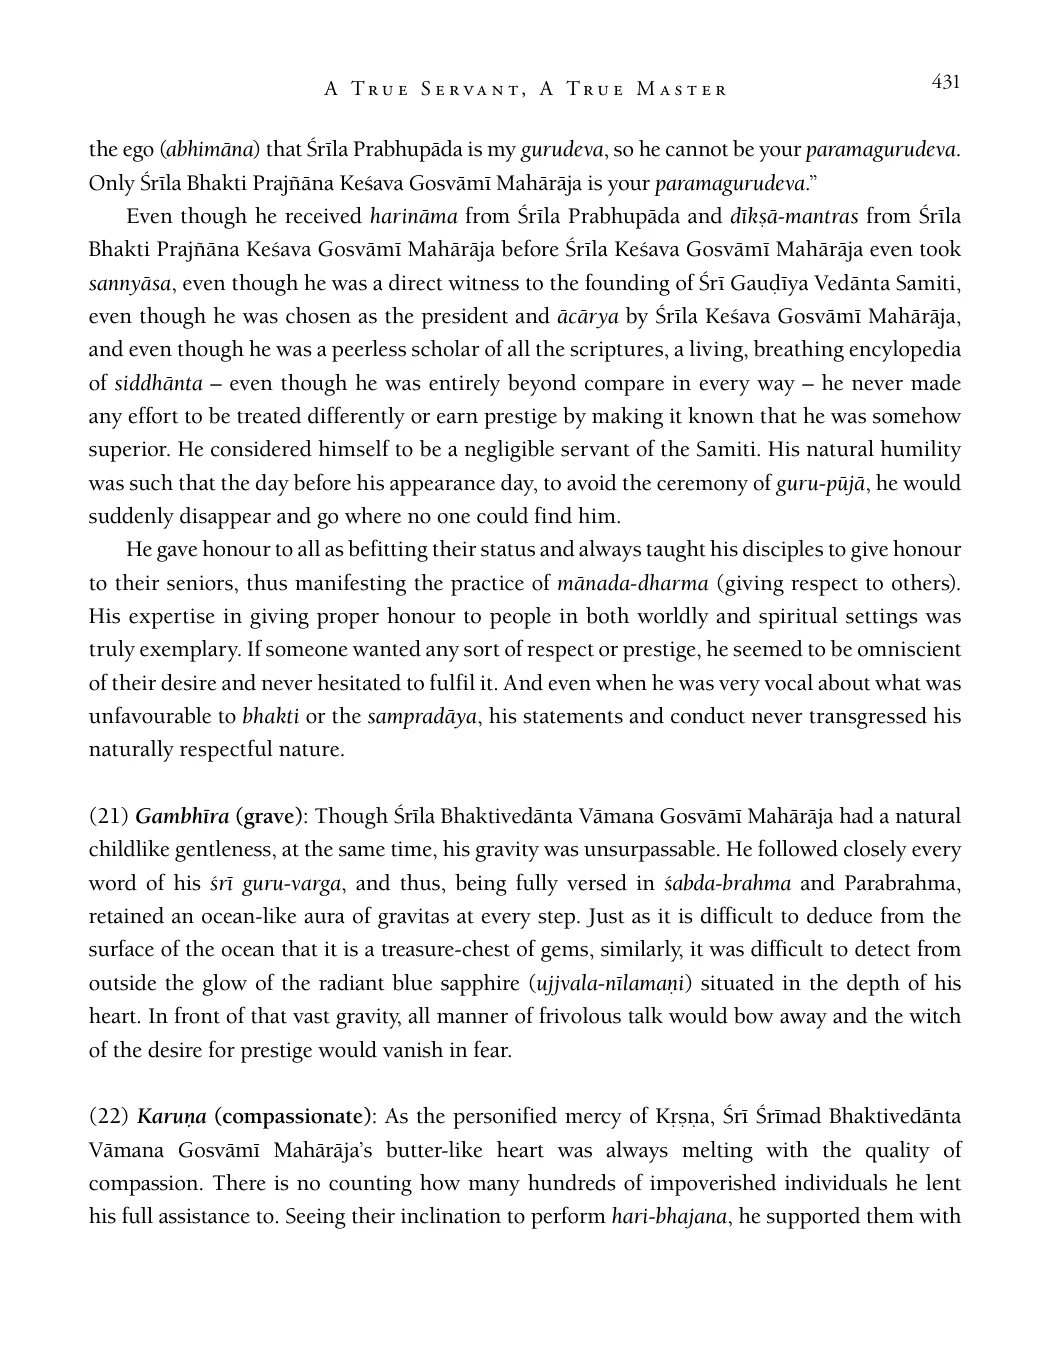 A True Servant, A True Master 431
the ego (abhimāna) that Śrīla Prabhupāda is my gurudeva, so he cannot be your paramagurudeva.
Only Śrīla Bhakti Prajñāna Keśava Gosvāmī Mahārāja is your paramagurudeva.”
Even though he received harināma from Śrīla Prabhupāda and dīkṣā-mantras from Śrīla
Bhakti Prajñāna Keśava Gosvāmī Mahārāja before Śrīla Keśava Gosvāmī Mahārāja even took
sannyāsa, even though he was a direct witness to the founding of Śrī Gauḍīya Vedānta Samiti,
even though he was chosen as the president and ācārya by Śrīla Keśava Gosvāmī Mahārāja,
and even though he was a peerless scholar of all the scriptures, a living, breathing encylopedia
of siddhānta – even though he was entirely beyond compare in every way – he never made
any effort to be treated differently or earn prestige by making it known that he was somehow
superior. He considered himself to be a negligible servant of the Samiti. His natural humility
was such that the day before his appearance day, to avoid the ceremony of guru-pūjā, he would
suddenly disappear and go where no one could find him.
He gave honour to all as befitting their status and always taught his disciples to give honour
to their seniors, thus manifesting the practice of mānada-dharma (giving respect to others).
His expertise in giving proper honour to people in both worldly and spiritual settings was
truly exemplary. If someone wanted any sort of respect or prestige, he seemed to be omniscient
of their desire and never hesitated to fulfil it. And even when he was very vocal about what was
unfavourable to bhakti or the sampradāya, his statements and conduct never transgressed his
naturally respectful nature.
(21) Gambhīra (grave): Though Śrīla Bhaktivedānta Vāmana Gosvāmī Mahārāja had a natural
childlike gentleness, at the same time, his gravity was unsurpassable. He followed closely every
word of his śrī guru-varga, and thus, being fully versed in śabda-brahma and Parabrahma,
retained an ocean-like aura of gravitas at every step. Just as it is difficult to deduce from the
surface of the ocean that it is a treasure-chest of gems, similarly, it was difficult to detect from
outside the glow of the radiant blue sapphire (ujjvala-nīlamaṇi) situated in the depth of his
heart. In front of that vast gravity, all manner of frivolous talk would bow away and the witch
of the desire for prestige would vanish in fear.
(22) Karuṇa (compassionate): As the personified mercy of Kṛṣṇa, Śrī Śrīmad Bhaktivedānta
Vāmana Gosvāmī Mahārāja’s butter-like heart was always melting with the quality of
compassion. There is no counting how many hundreds of impoverished individuals he lent
his full assistance to. Seeing their inclination to perform hari-bhajana, he supported them with